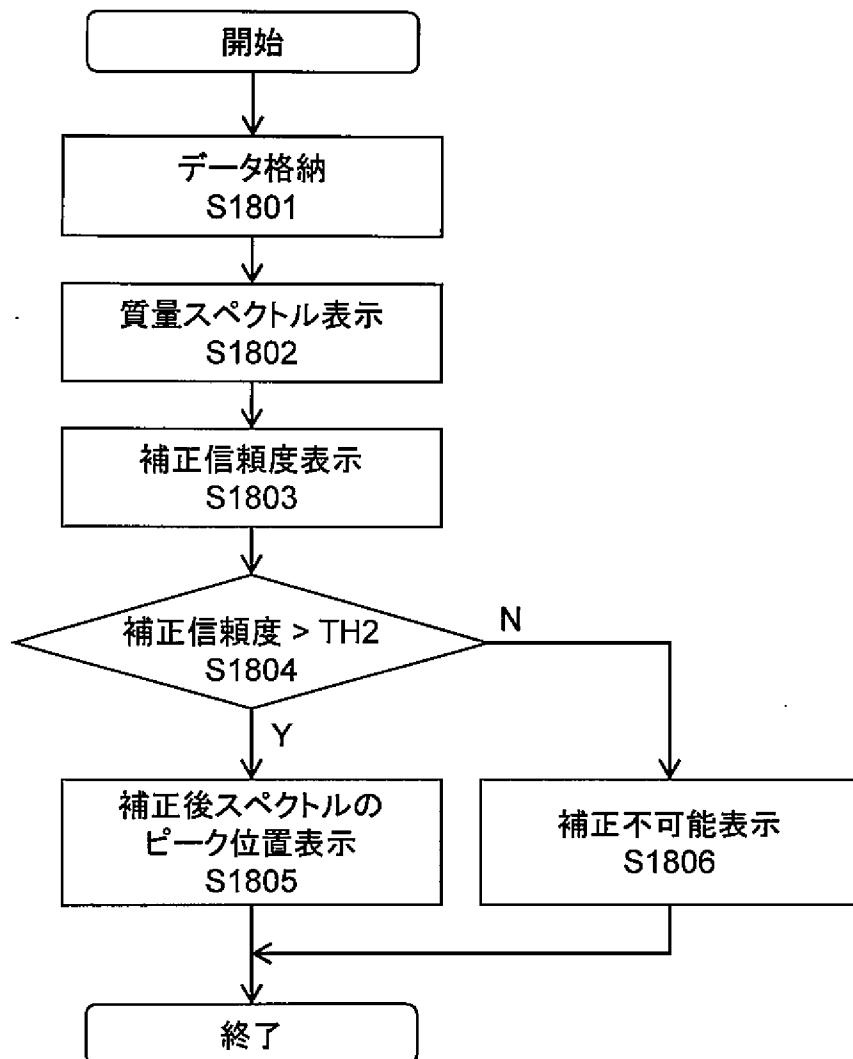 開始
データ格納
S1801
質量スペクトル表示
S1802
補正信頼度表示
S1803
補正信頼度 > TH2
S1804
N
Y
補正後スペクトルの
ピーク位置表示
S1805
補正不可能表示
S1806
終了